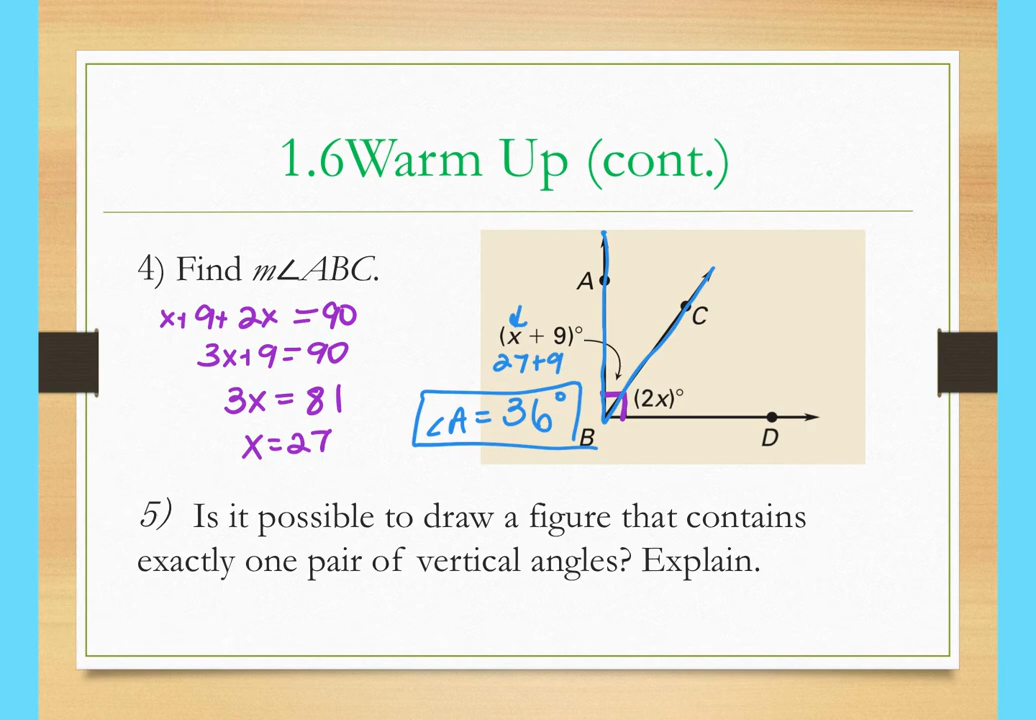 1.6Warm Up (cont.)
4) Find m∠ABC.
x+9+2x=90
3x+9=90
3x=81
x=27
A
C
(x + 9)°
27+9
(2x)°
∠A=36°
B
D
5) Is it possible to draw a figure that contains
exactly one pair of vertical angles? Explain.